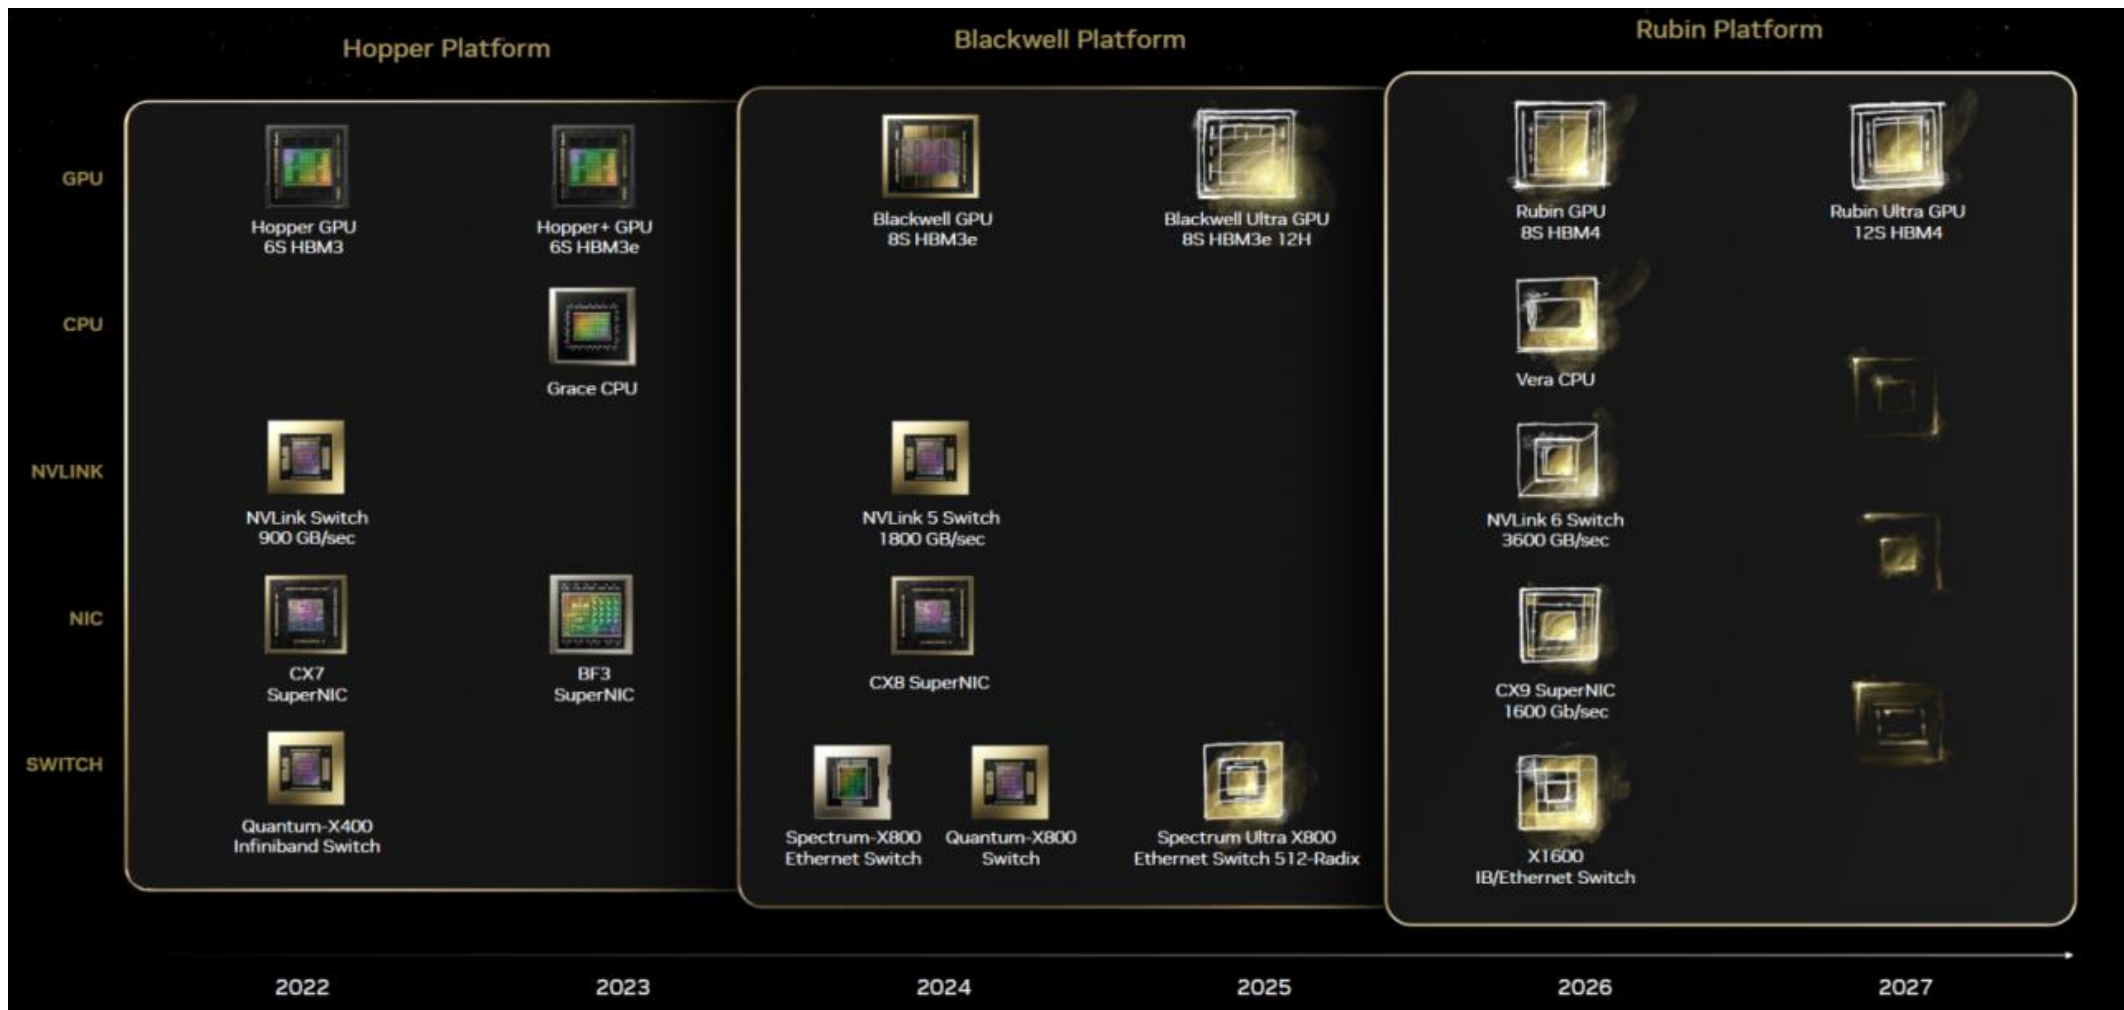 Hopper Platform
Blackwell Platform
Rubin Platform
GPU
Hopper GPU
6S HBM3
Hopper+ GPU
6S HBM3e
Blackwell GPU
8S HBM3e
Blackwell Ultra GPU
8S HBM3e 12H
Rubin GPU
8S HBM4
Rubin Ultra GPU
12S HBM4
CPU
Grace CPU
Vera CPU
NVLINK
NVLink Switch
900 GB/sec
NVLink 5 Switch
1800 GB/sec
NVLink 6 Switch
3600 GB/sec
NIC
CX7
SuperNIC
BF3
SuperNIC
CX8 SuperNIC
CX9 SuperNIC
1600 Gb/sec
SWITCH
Quantum-X400
Infiniband Switch
Spectrum-X800
Ethernet Switch
Quantum-X800
Switch
Spectrum Ultra X800
Ethernet Switch 512-Radix
X1600
IB/Ethernet Switch
2022
2023
2024
2025
2026
2027